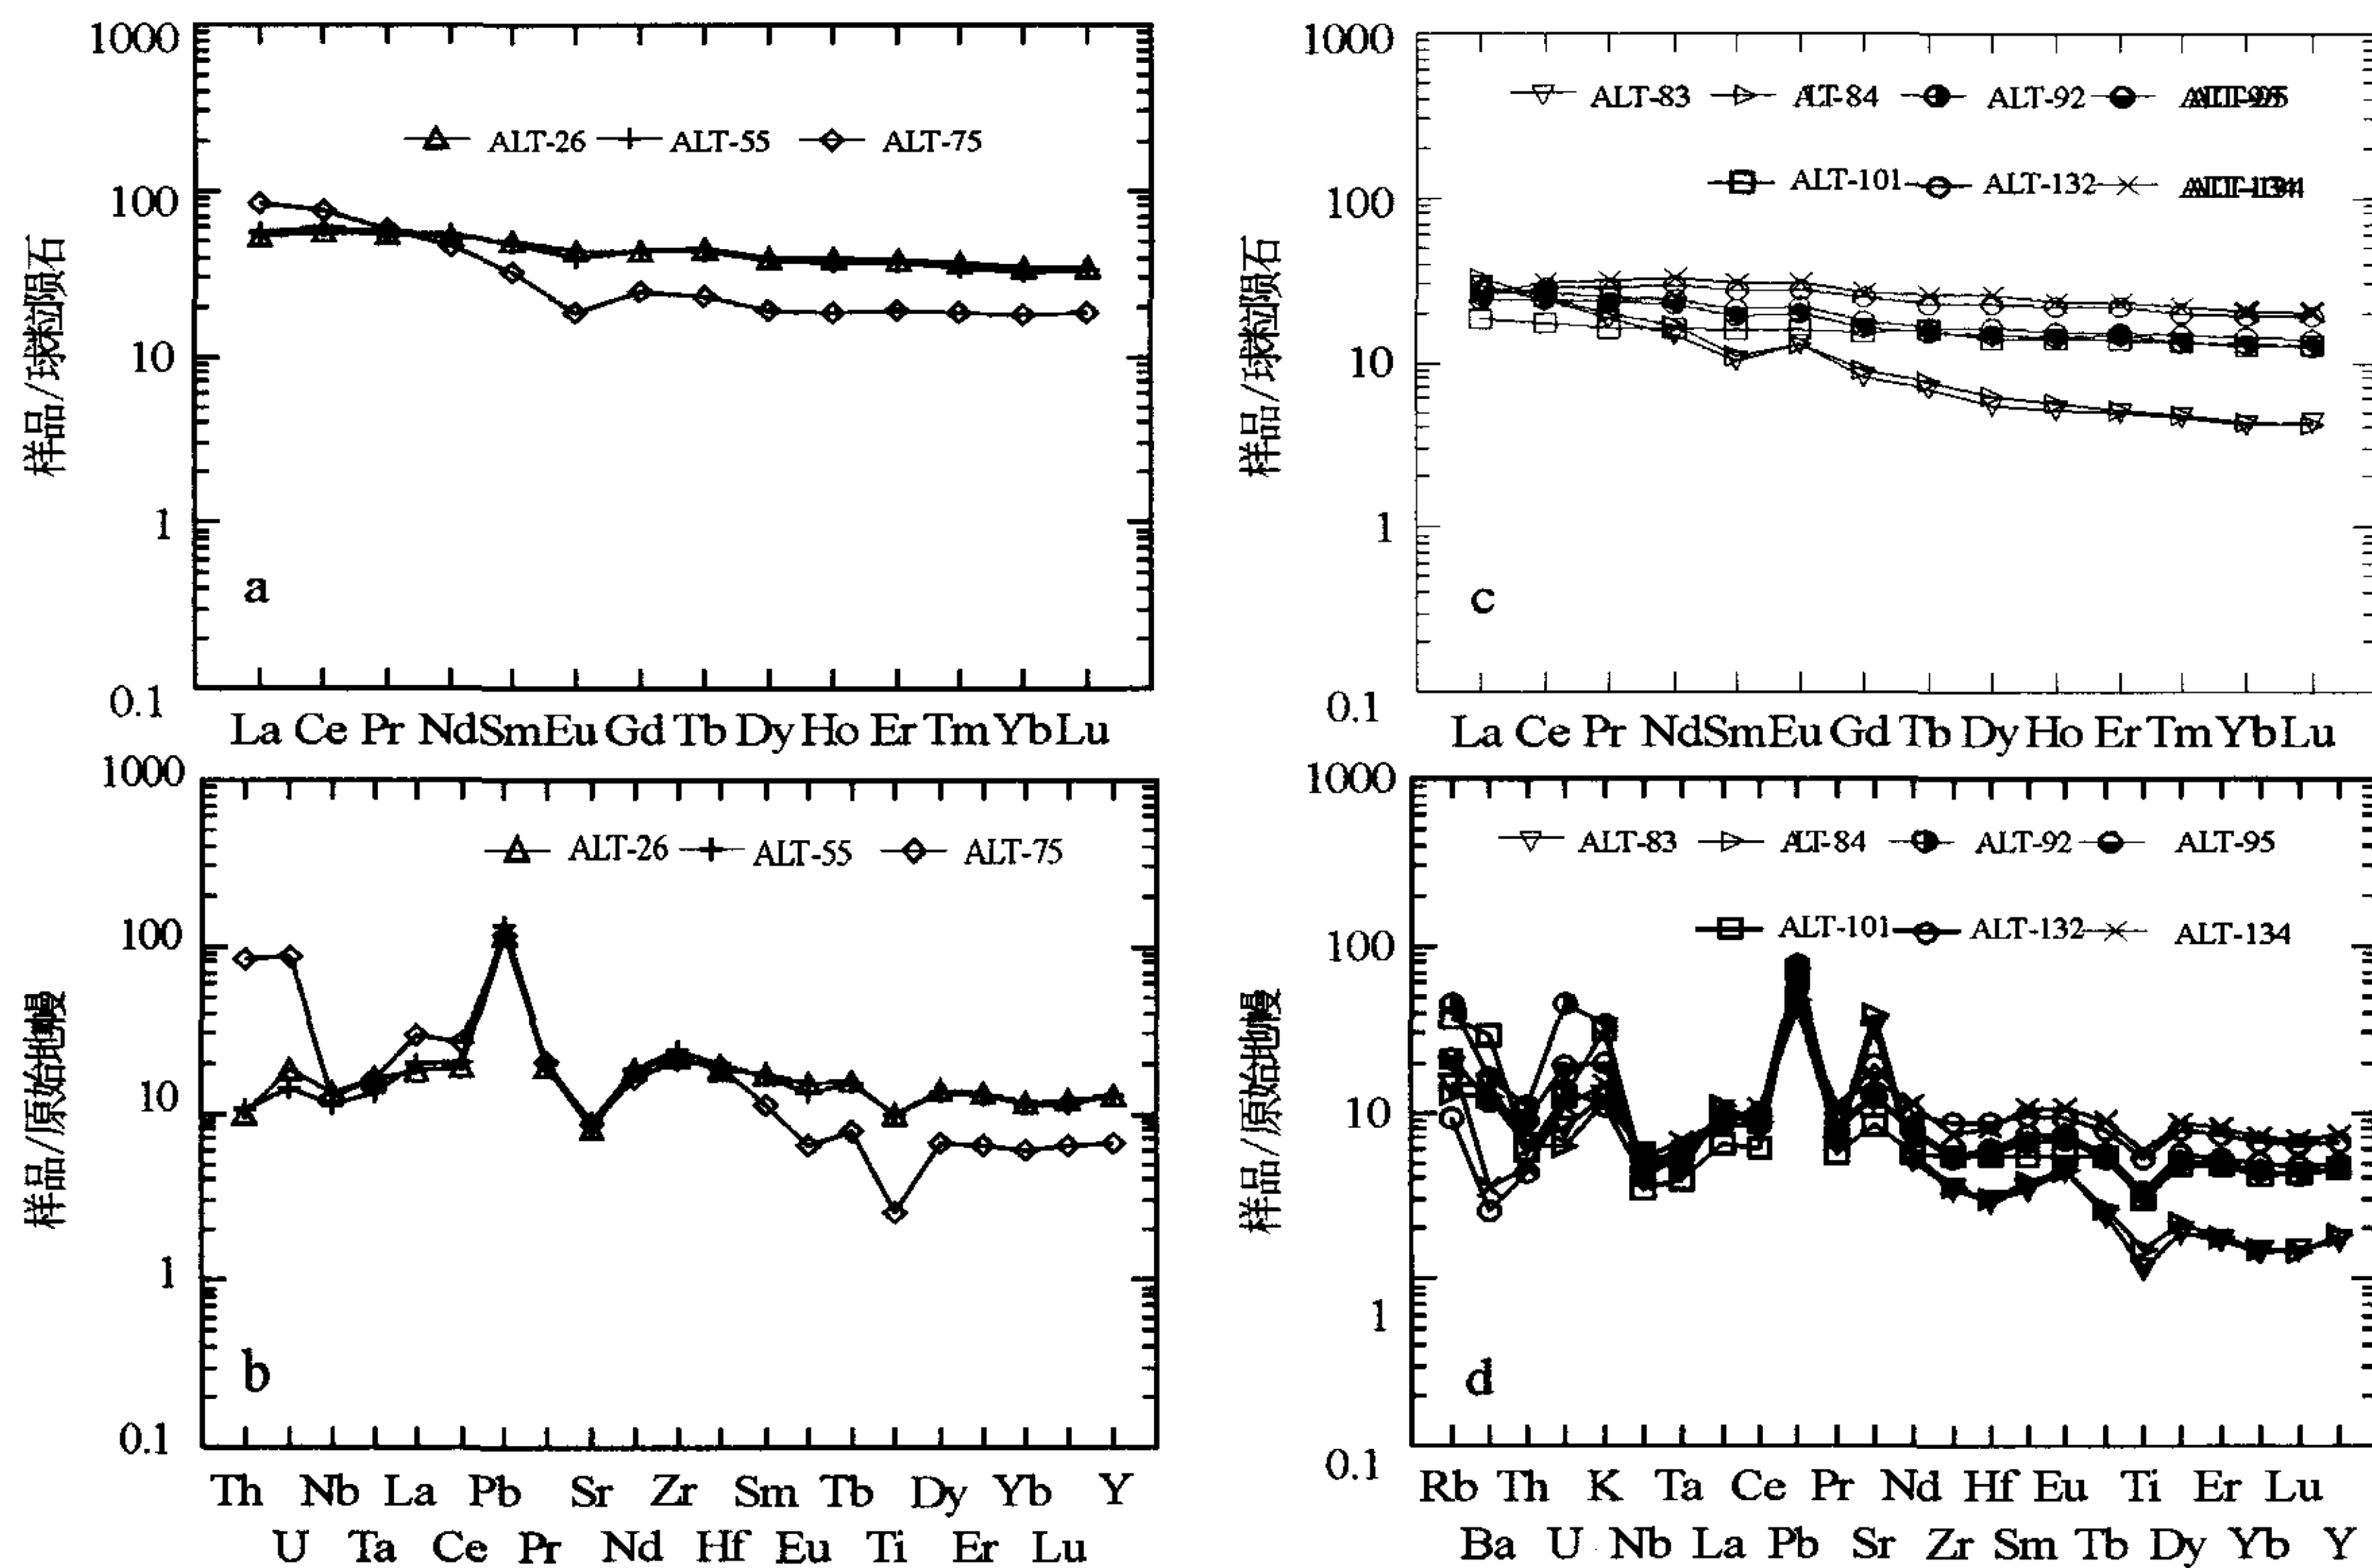 1000
ALT-26 ALT-55 ALT-75
100
10
1
0.1
样品/球粒陨石
a
La Ce Pr Nd Sm Eu Gd Tb Dy Ho Er Tm Yb Lu
1000
ALT-83 ALT-84 ALT-92
ALT-101 ALT-132
100
10
1
0.1
样品/球粒陨石
c
La Ce Pr Nd Sm Eu Gd Tb Dy Ho Er Tm Yb Lu
1000
ALT-26 ALT-55 ALT-75
100
10
1
0.1
样品/原始地幔
b
Th Nb La Pb Sr Zr Sm Tb Dy Yb Y
U Ta Ce Pr Nd Hf Eu Ti Er Lu
1000
ALT-83 ALT-84 ALT-92 ALT-95
ALT-101 ALT-132 ALT-134
100
10
1
0.1
样品/原始地幔
d
Rb Th K Ta Ce Pr Nd Hf Eu Ti Er Lu
Ba U Nb La Pb Sr Zr Sm Tb Dy Yb Y